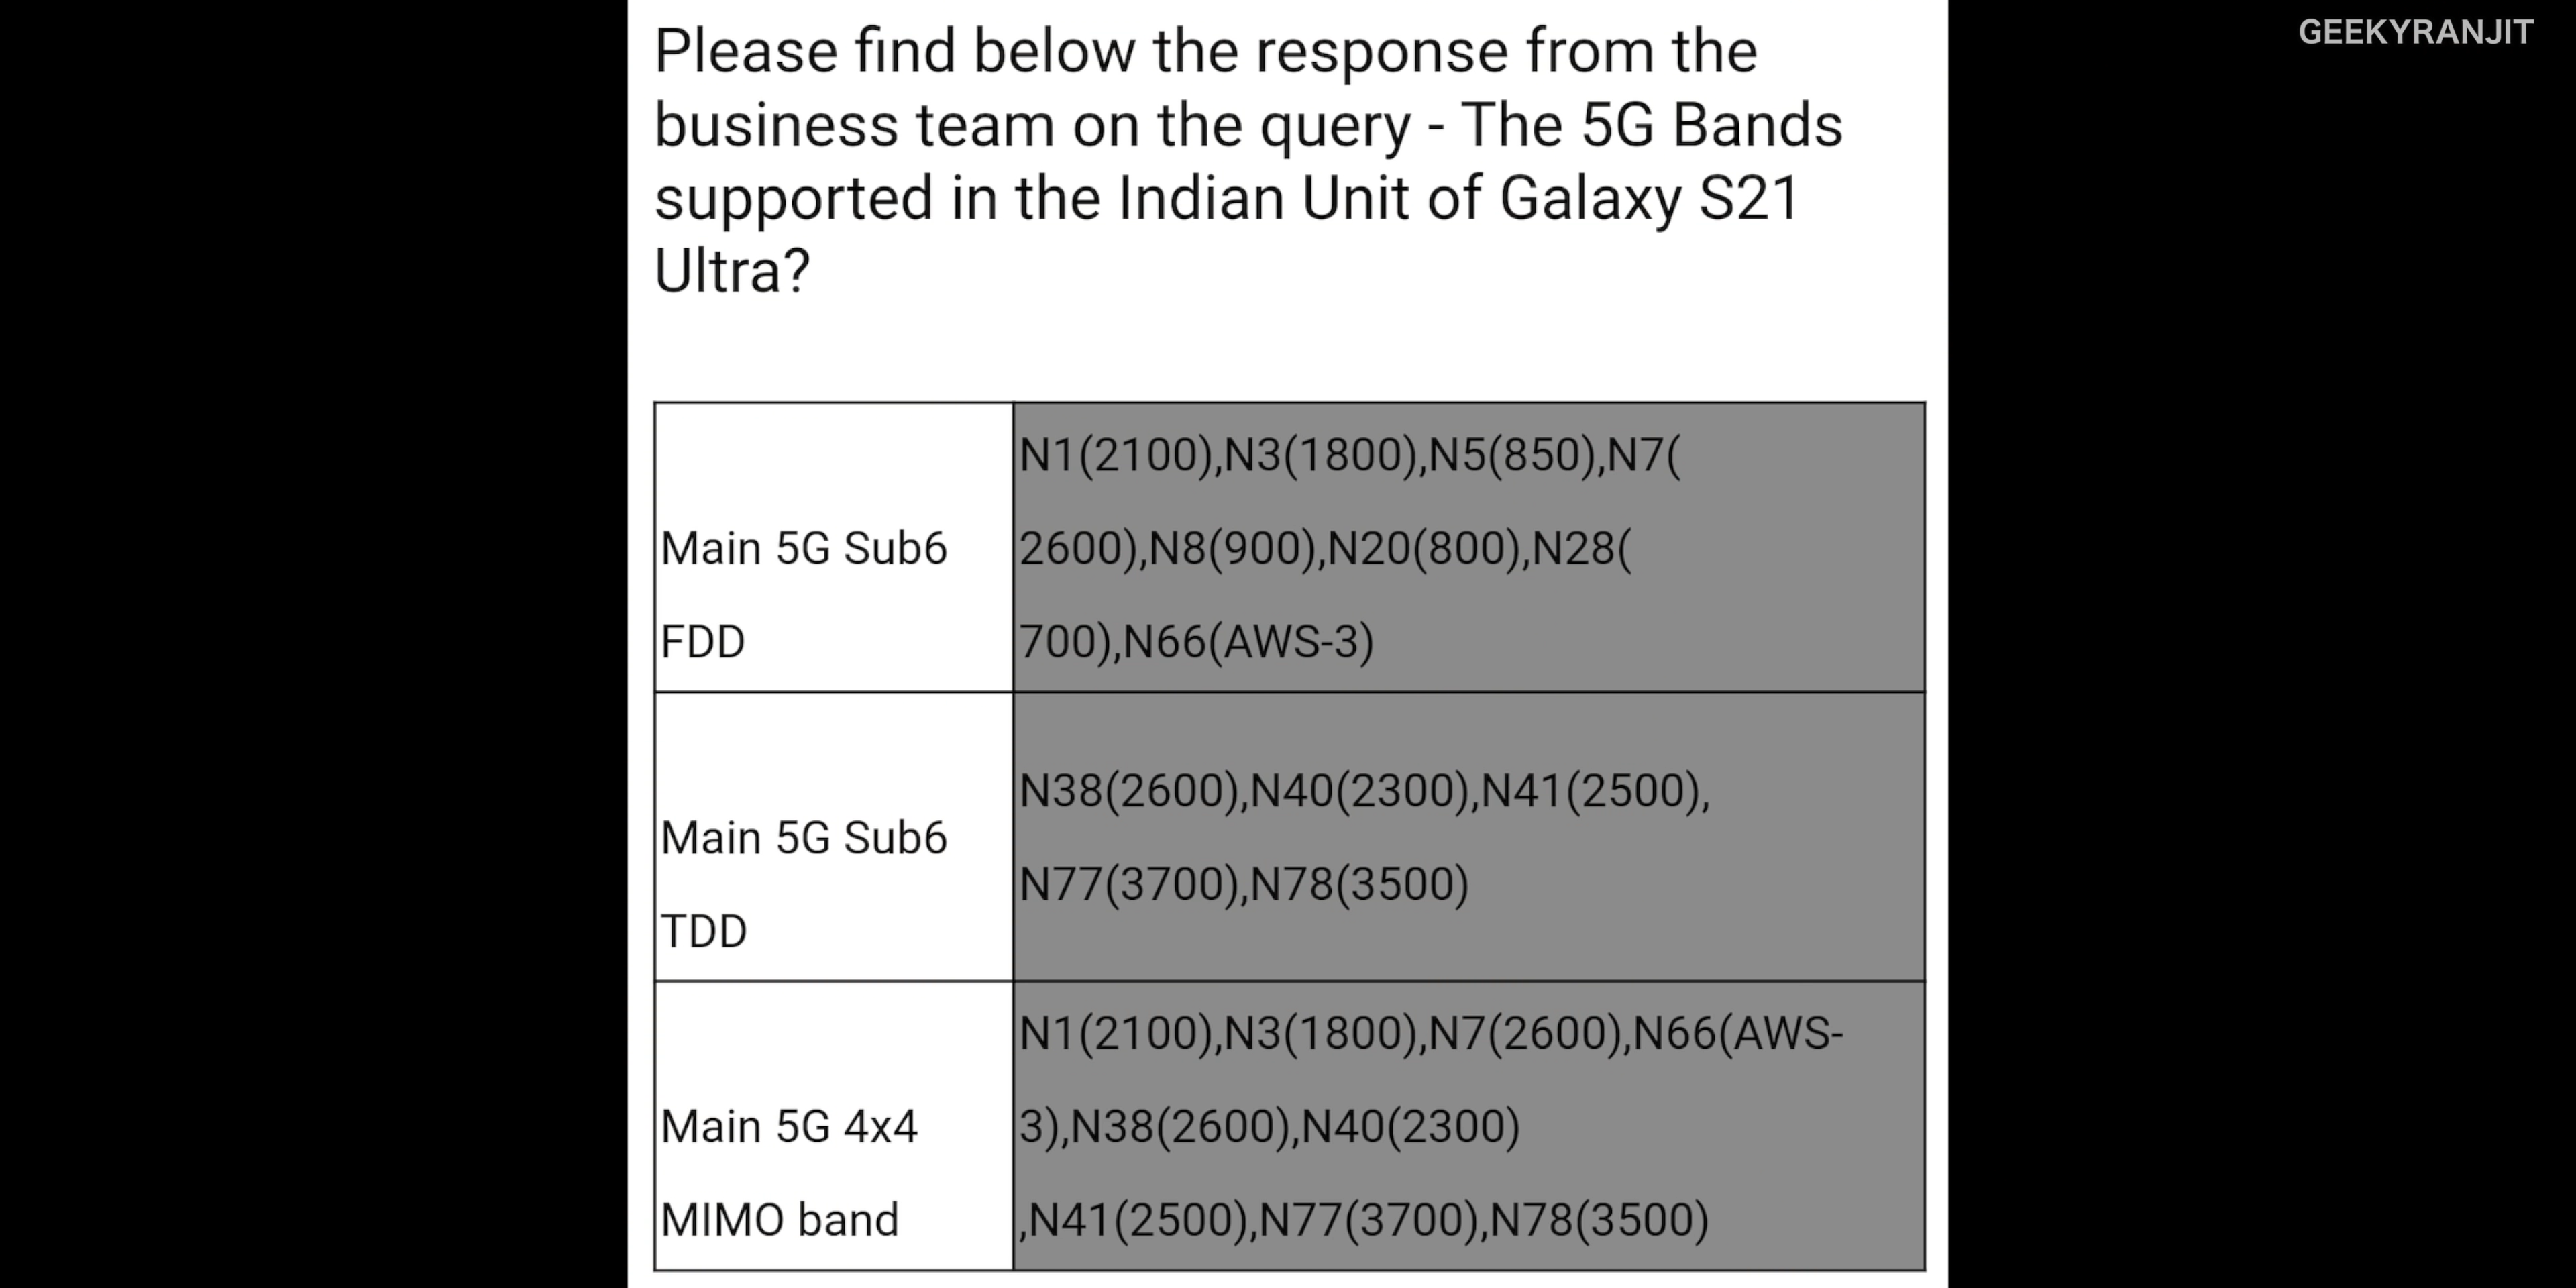 GEEKYRANJIT
Please find below the response from the
business team on the query - The 5G Bands
supported in the Indian Unit of Galaxy S21
Ultra?
Main 5G Sub6
FDD
N1(2100),N3(1800),N5(850),N7(
2600),N8(900),N20(800),N28(
700),N66(AWS-3)
Main 5G Sub6
TDD
N38(2600),N40(2300),N41(2500),
N77(3700),N78(3500)
Main 5G 4x4
MIMO band
N1(2100),N3(1800),N7(2600),N66(AWS-
3),N38(2600),N40(2300)
,N41(2500),N77(3700),N78(3500)